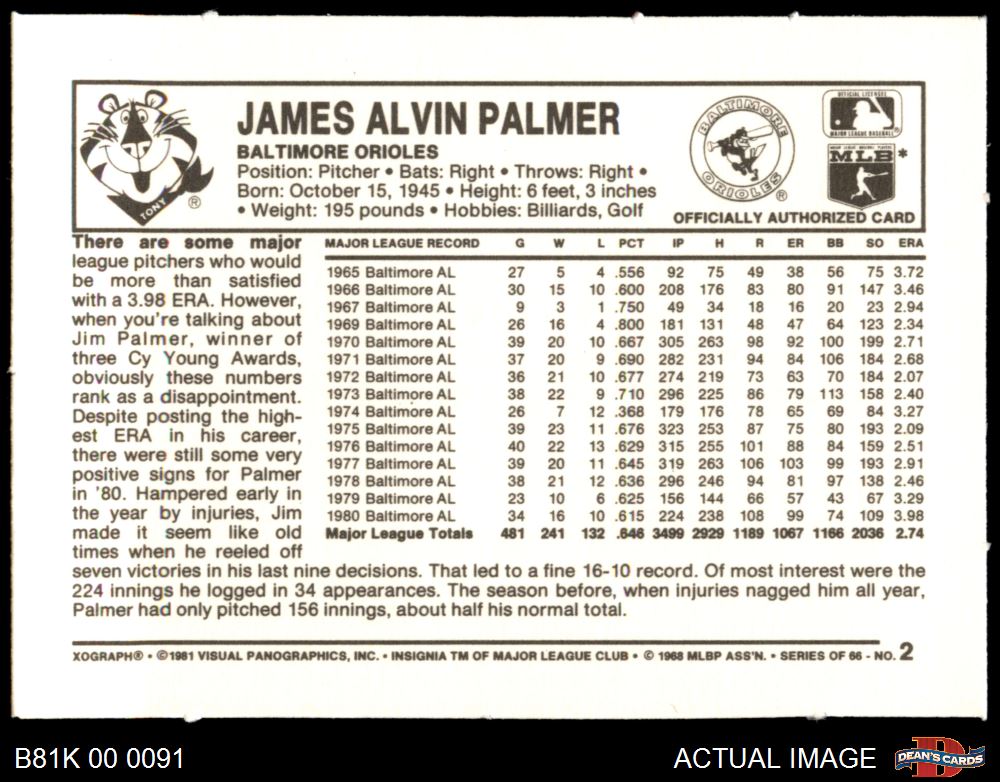 TONY
®
JAMES ALVIN PALMER
BALTIMORE ORIOLES
Position: Pitcher • Bats: Right • Throws: Right •
Born: October 15, 1945 • Height: 6 feet, 3 inches
• Weight: 195 pounds • Hobbies: Billiards, Golf
BALTIMORE
ORIOLES
®
OFFICIAL LICENSEE
MAJOR LEAGUE BASEBALL
MLB *
OFFICIALLY AUTHORIZED CARD
There are some major
league pitchers who would
be more than satisfied
with a 3.98 ERA. However,
when you're talking about
Jim Palmer, winner of
three Cy Young Awards,
obviously these numbers
rank as a disappointment.
Despite posting the high-
est ERA in his career,
there were still some very
positive signs for Palmer
in '80. Hampered early in
the year by injuries, Jim
made it seem like old
times when he reeled off
seven victories in his last nine decisions. That led to a fine 16-10 record. Of most interest were the
224 innings he logged in 34 appearances. The season before, when injuries nagged him all year,
Palmer had only pitched 156 innings, about half his normal total.
MAJOR LEAGUE RECORD G W L PCT IP H R ER BB SO ERA
1965 Baltimore AL 27 5 4 .556 92 75 49 38 56 75 3.72
1966 Baltimore AL 30 15 10 .600 208 176 83 80 91 147 3.46
1967 Baltimore AL 9 3 1 .750 49 34 18 16 20 23 2.94
1969 Baltimore AL 26 16 4 .800 181 131 48 47 64 123 2.34
1970 Baltimore AL 39 20 10 .667 305 263 98 92 100 199 2.71
1971 Baltimore AL 37 20 9 .690 282 231 94 84 106 184 2.68
1972 Baltimore AL 36 21 10 .677 274 219 73 63 70 184 2.07
1973 Baltimore AL 38 22 9 .710 296 225 86 79 113 158 2.40
1974 Baltimore AL 26 7 12 .368 179 176 78 65 69 84 3.27
1975 Baltimore AL 39 23 11 .676 323 253 87 75 80 193 2.09
1976 Baltimore AL 40 22 13 .629 315 255 101 88 84 159 2.51
1977 Baltimore AL 39 20 11 .645 319 263 106 103 99 193 2.91
1978 Baltimore AL 38 21 12 .636 296 246 94 81 97 138 2.46
1979 Baltimore AL 23 10 6 .625 156 144 66 57 43 67 3.29
1980 Baltimore AL 34 16 10 .615 224 238 108 99 74 109 3.98
Major League Totals 481 241 132 .646 3499 2929 1189 1067 1166 2036 2.74
XOGRAPH® • ©1981 VISUAL PANOGRAPHICS, INC. • INSIGNIA TM OF MAJOR LEAGUE CLUB • © 1968 MLBP ASS'N. • SERIES OF 66 - NO. 2
B81K 00 0091
ACTUAL IMAGE
DEAN'S CARDS